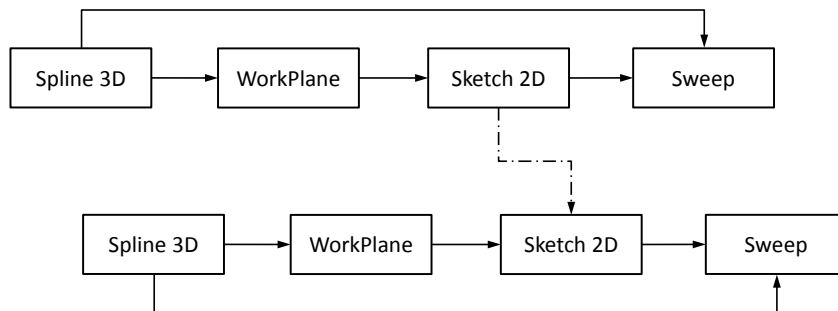 Spline 3D
WorkPlane
Sketch 2D
Sweep
Spline 3D
WorkPlane
Sketch 2D
Sweep